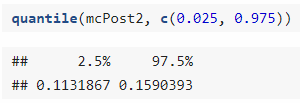 quantile(mcPost2, c(0.025, 0.975))
##      2.5%     97.5%
## 0.1131867 0.1590393